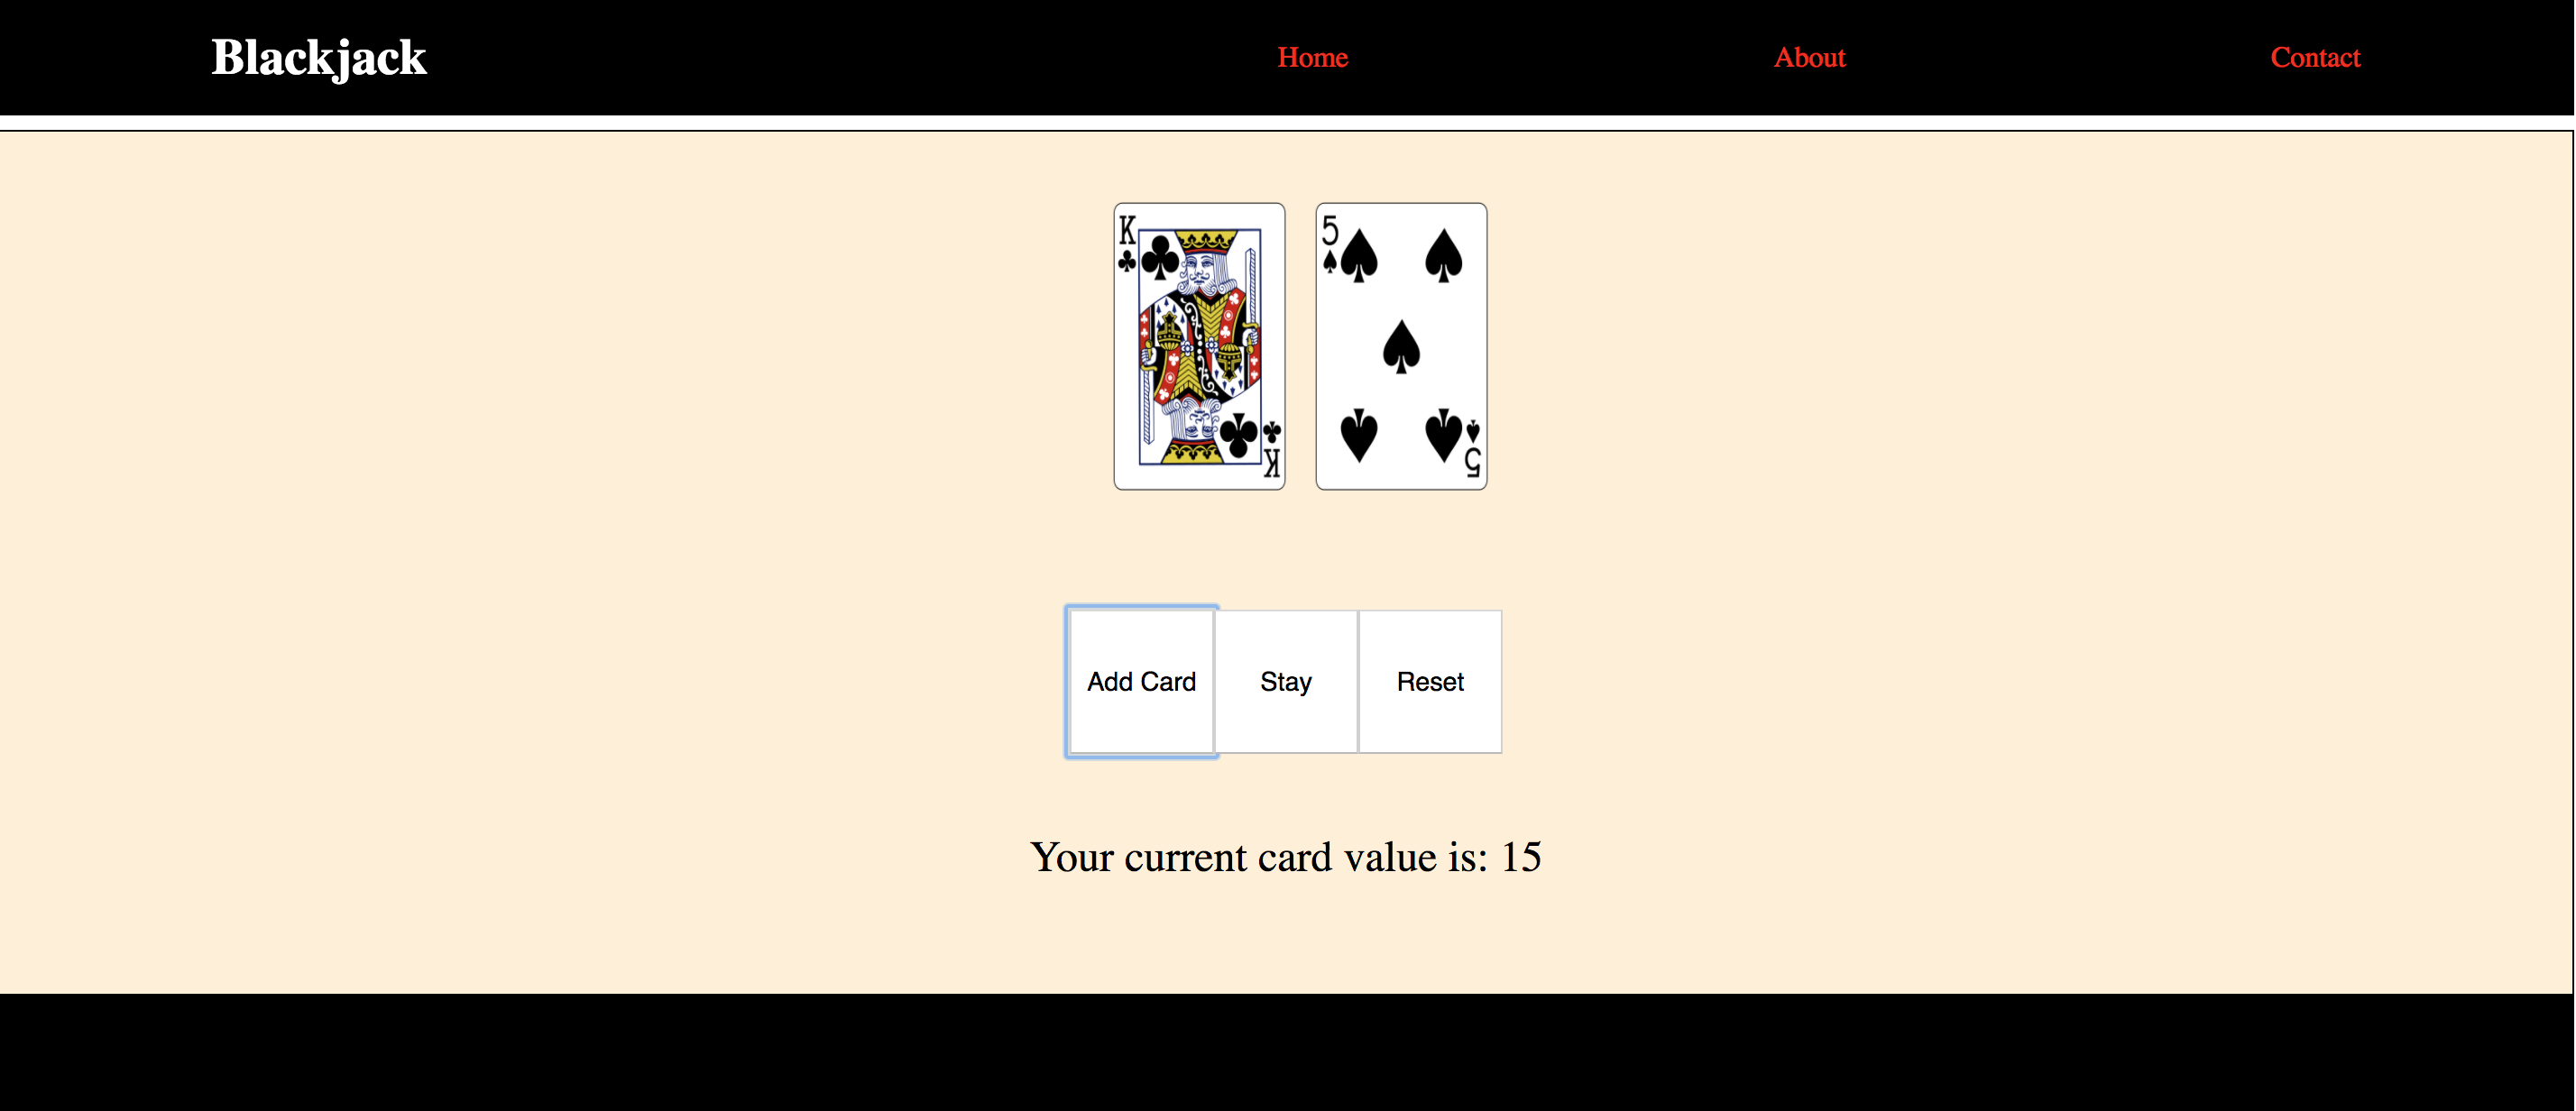 Blackjack Home About Contact
K 5
K 5
Add Card Stay Reset
Your current card value is: 15